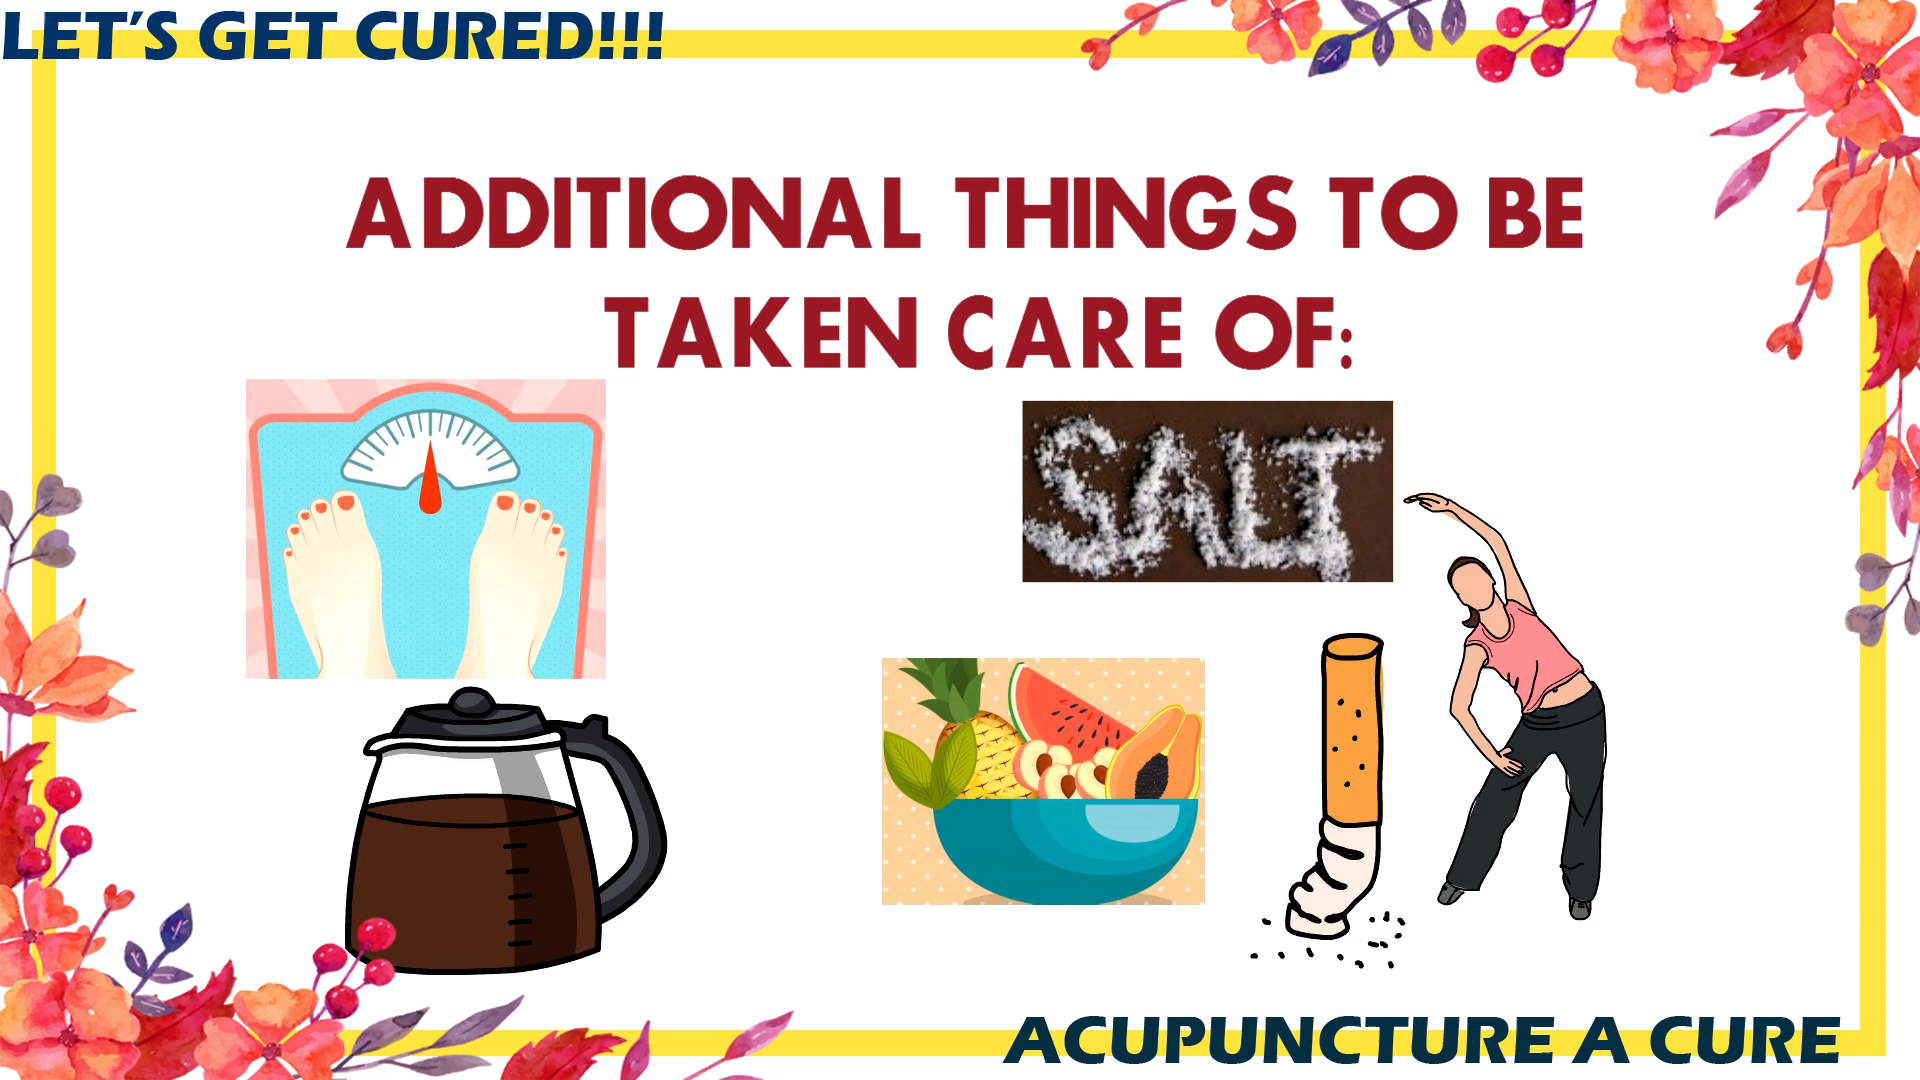 LET'S GET CURED!!!
ADDITIONAL THINGS TO BE
TAKEN CARE OF:
SALT
ACUPUNCTURE A CURE